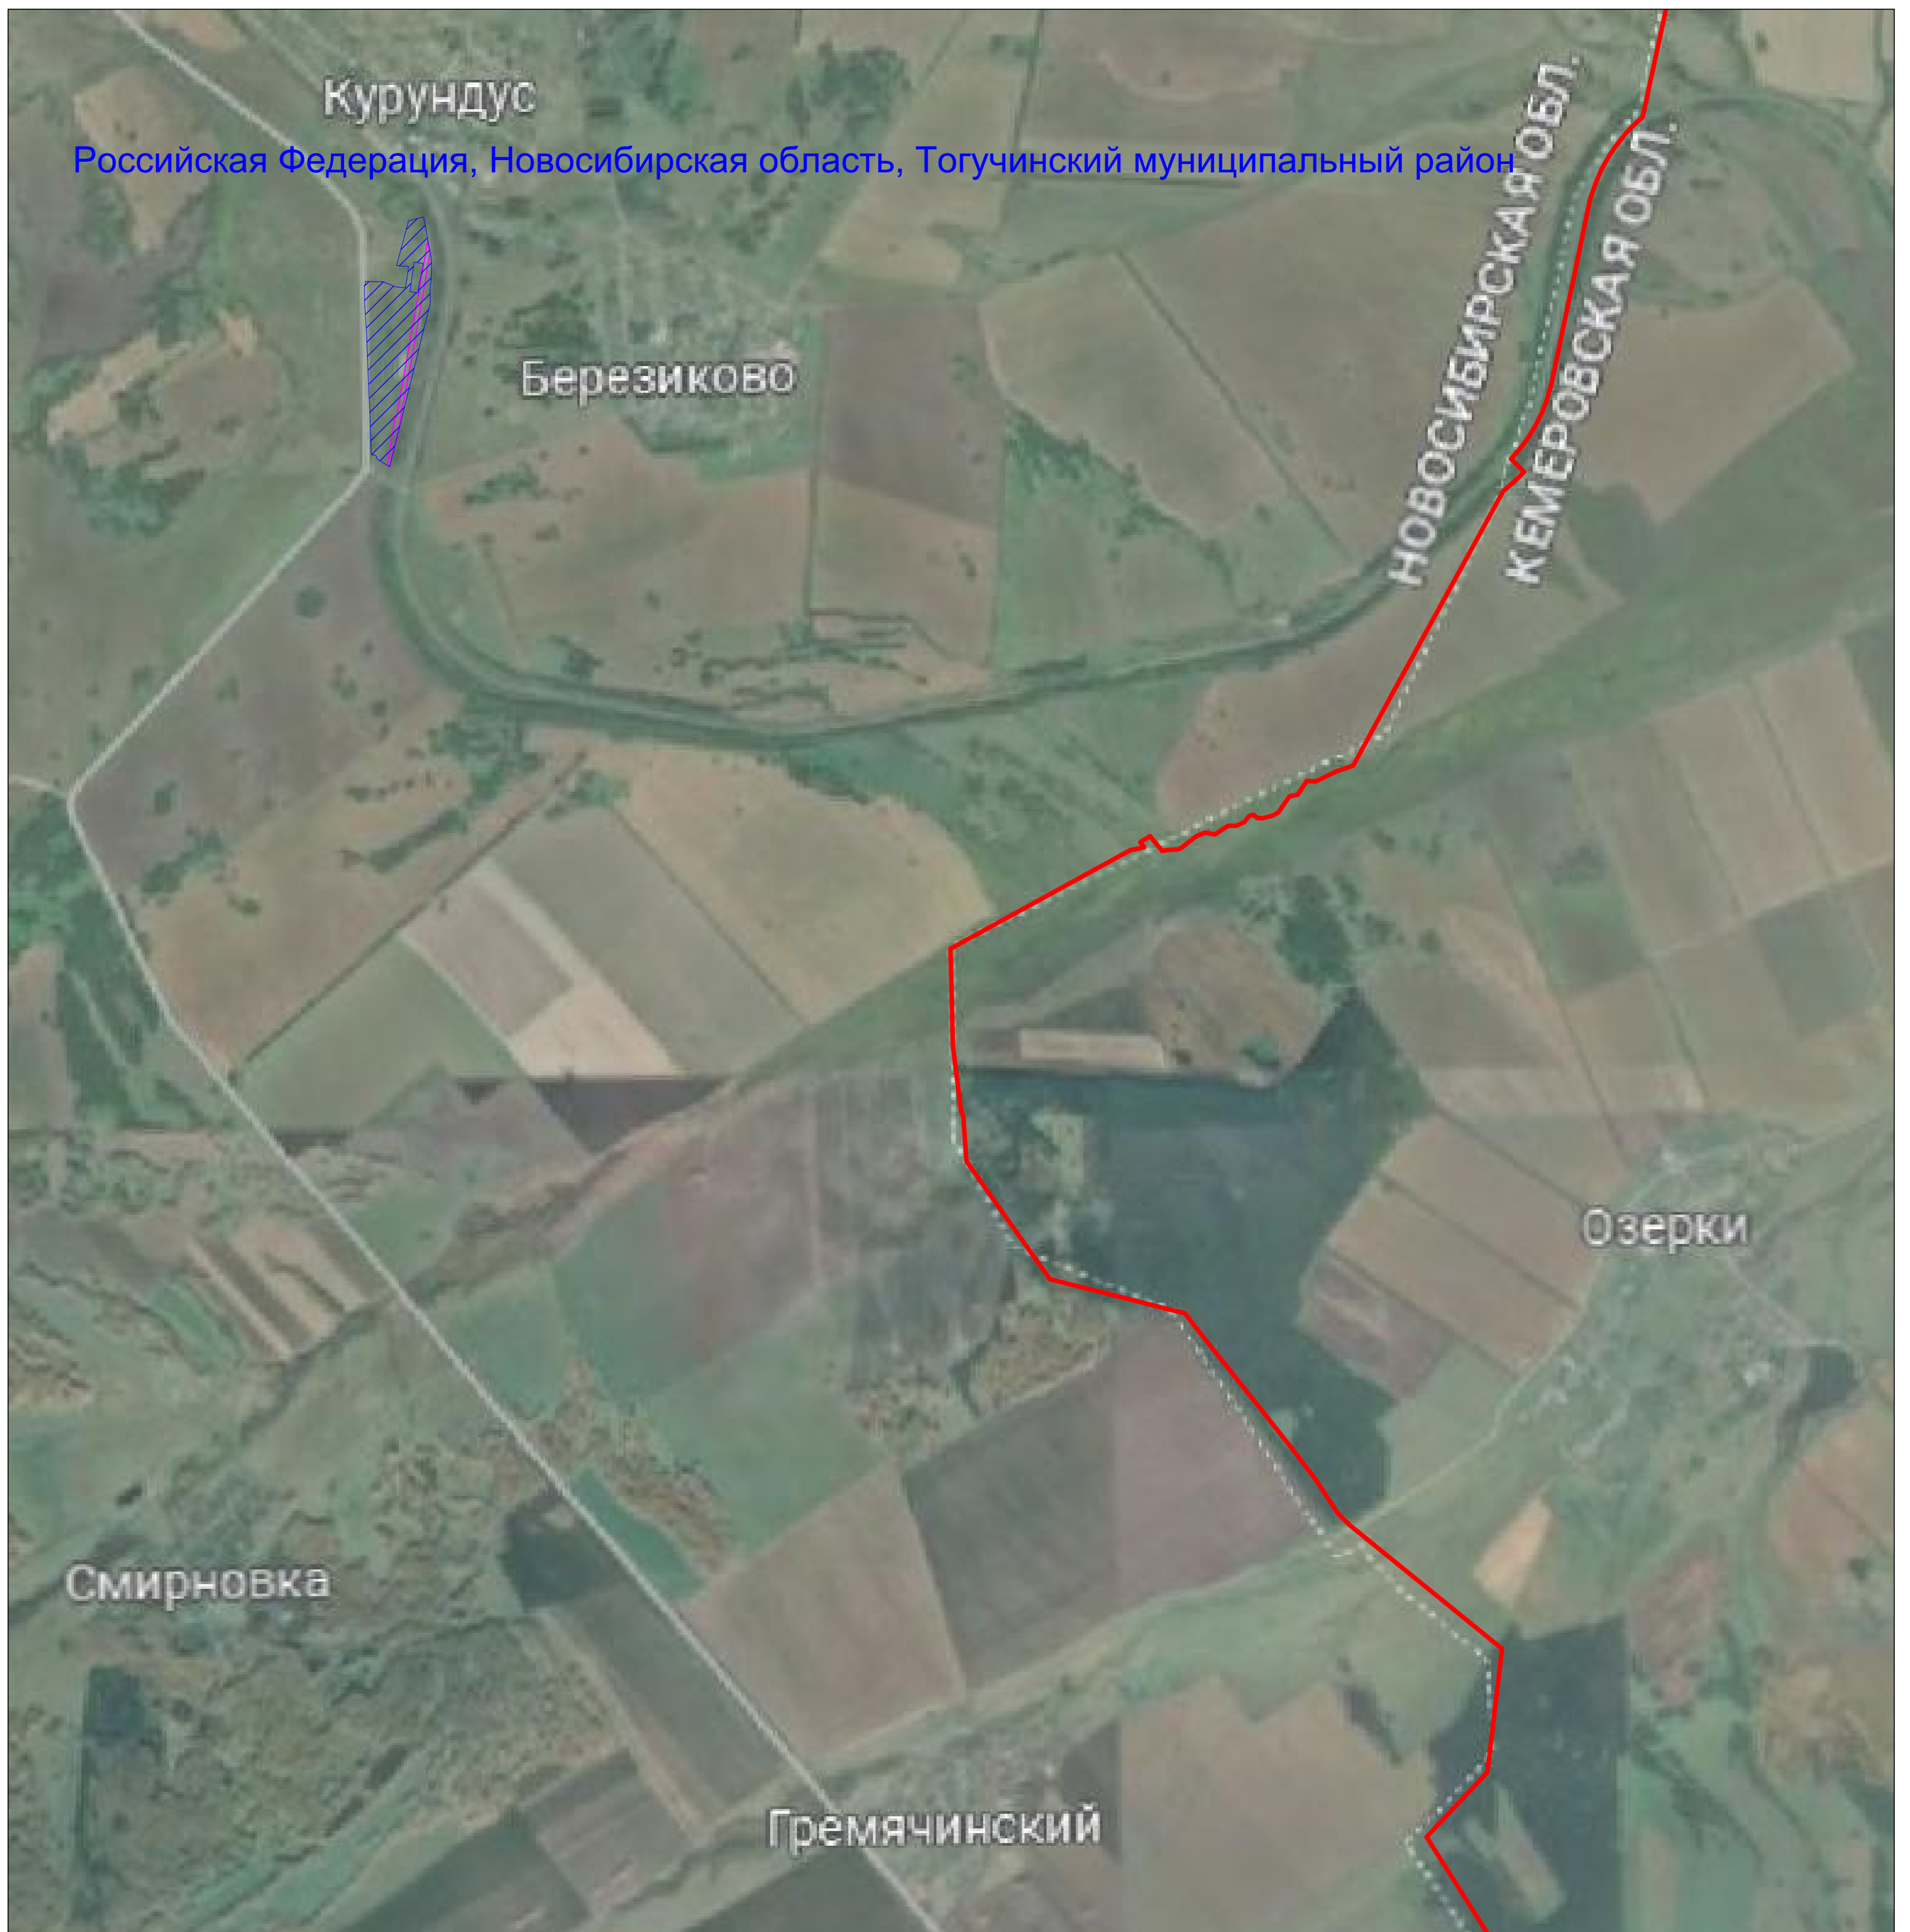 Курундус
Российская Федерация, Новосибирская область, Тогучинский муниципальный район
НОВОСИБИРСКАЯ ОБЛ.
КЕМЕРОВСКАЯ ОБЛ.
Березиково
Озерки
Смирновка
Гремячинский